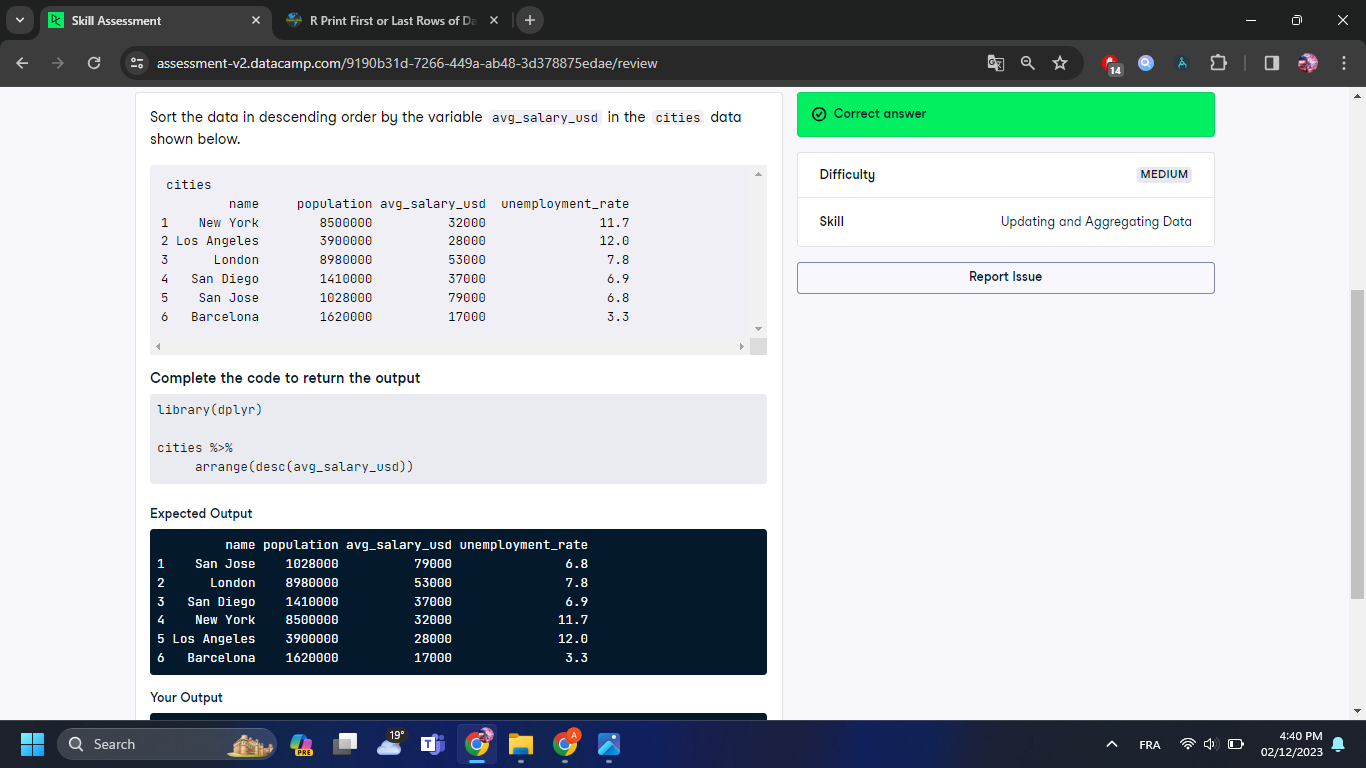 Skill Assessment
R Print First or Last Rows of Da
assessment-v2.datacamp.com/9190b31d-7266-449a-ab48-3d378875edae/review
14
Sort the data in descending order by the variable avg_salary_usd in the cities data
shown below.
cities
name population avg_salary_usd unemployment_rate
1 New York 8500000 32000 11.7
2 Los Angeles 3900000 28000 12.0
3 London 8980000 53000 7.8
4 San Diego 1410000 37000 6.9
5 San Jose 1028000 79000 6.8
6 Barcelona 1620000 17000 3.3
Complete the code to return the output
library(dplyr)
cities %>%
arrange(desc(avg_salary_usd))
Expected Output
name population avg_salary_usd unemployment_rate
1 San Jose 1028000 79000 6.8
2 London 8980000 53000 7.8
3 San Diego 1410000 37000 6.9
4 New York 8500000 32000 11.7
5 Los Angeles 3900000 28000 12.0
6 Barcelona 1620000 17000 3.3
Your Output
Correct answer
Difficulty MEDIUM
Skill Updating and Aggregating Data
Report Issue
Search
PRE
19°
A
FRA
4:40 PM
02/12/2023